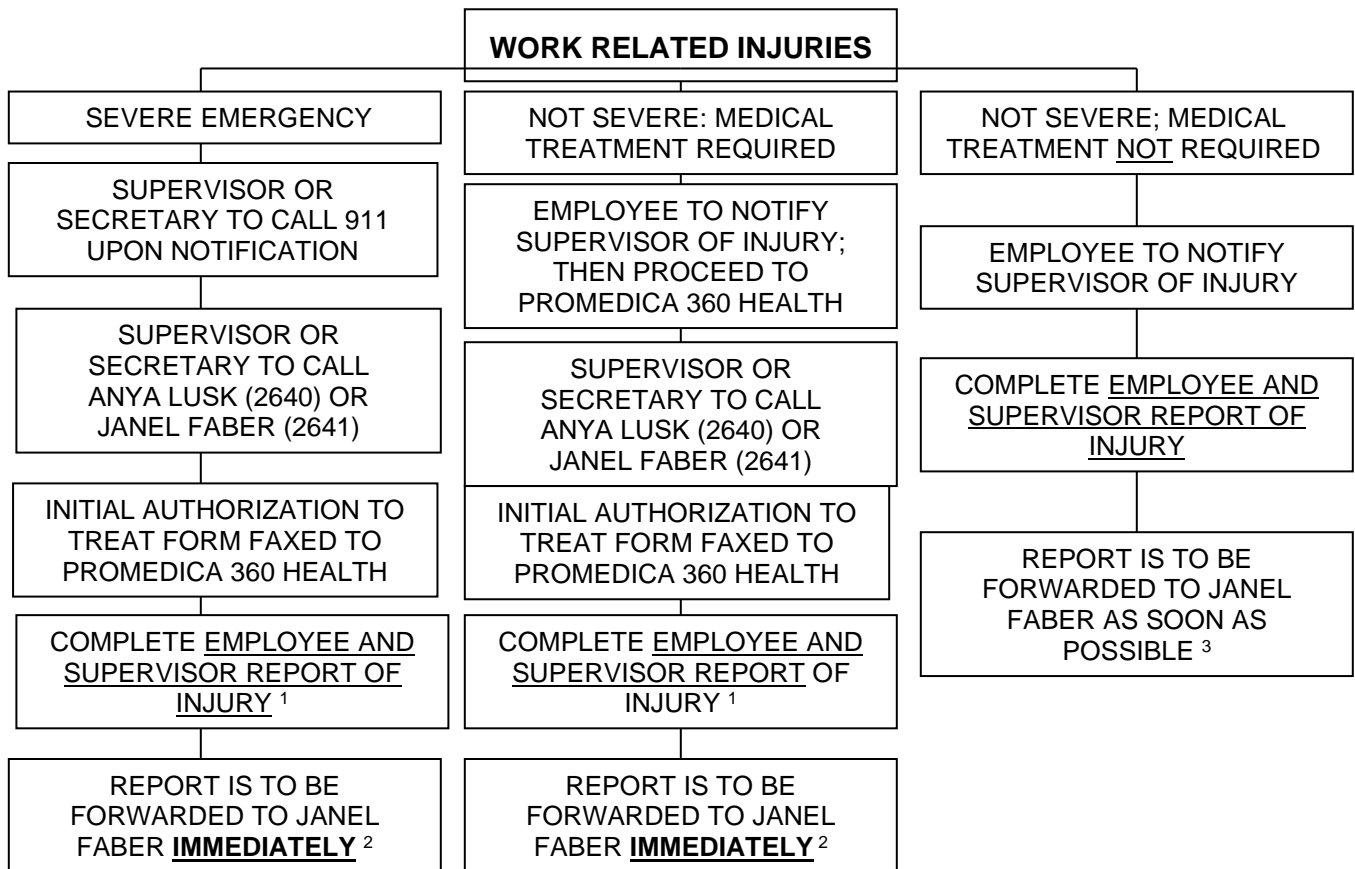 WORK RELATED INJURIES
SEVERE EMERGENCY
SUPERVISOR OR
SECRETARY TO CALL 911
UPON NOTIFICATION
SUPERVISOR OR
SECRETARY TO CALL
ANYA LUSK (2640) OR
JANEL FABER (2641)
INITIAL AUTHORIZATION TO
TREAT FORM FAXED TO
PROMEDICA 360 HEALTH
COMPLETE EMPLOYEE AND
SUPERVISOR REPORT OF
INJURY ¹
REPORT IS TO BE
FORWARDED TO JANEL
FABER IMMEDIATELY ²
NOT SEVERE: MEDICAL
TREATMENT REQUIRED
EMPLOYEE TO NOTIFY
SUPERVISOR OF INJURY;
THEN PROCEED TO
PROMEDICA 360 HEALTH
SUPERVISOR OR
SECRETARY TO CALL
ANYA LUSK (2640) OR
JANEL FABER (2641)
INITIAL AUTHORIZATION TO
TREAT FORM FAXED TO
PROMEDICA 360 HEALTH
COMPLETE EMPLOYEE AND
SUPERVISOR REPORT OF
INJURY ¹
REPORT IS TO BE
FORWARDED TO JANEL
FABER IMMEDIATELY ²
NOT SEVERE; MEDICAL
TREATMENT NOT REQUIRED
EMPLOYEE TO NOTIFY
SUPERVISOR OF INJURY
COMPLETE EMPLOYEE AND
SUPERVISOR REPORT OF
INJURY
REPORT IS TO BE
FORWARDED TO JANEL
FABER AS SOON AS
POSSIBLE ³